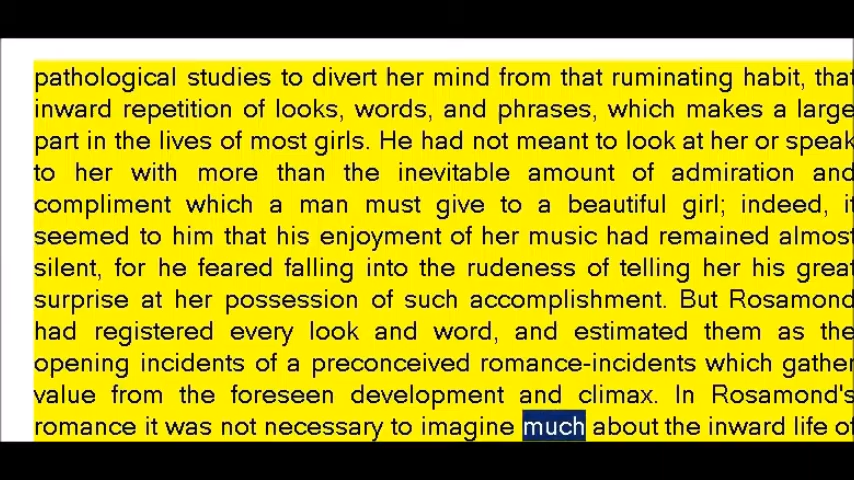 pathological studies to divert her mind from that ruminating habit, that
inward repetition of looks, words, and phrases, which makes a large
part in the lives of most girls. He had not meant to look at her or speak
to her with more than the inevitable amount of admiration and
compliment which a man must give to a beautiful girl; indeed, it
seemed to him that his enjoyment of her music had remained almost
silent, for he feared falling into the rudeness of telling her his great
surprise at her possession of such accomplishment. But Rosamond
had registered every look and word, and estimated them as the
opening incidents of a preconceived romance-incidents which gather
value from the foreseen development and climax. In Rosamond's
romance it was not necessary to imagine much about the inward life of